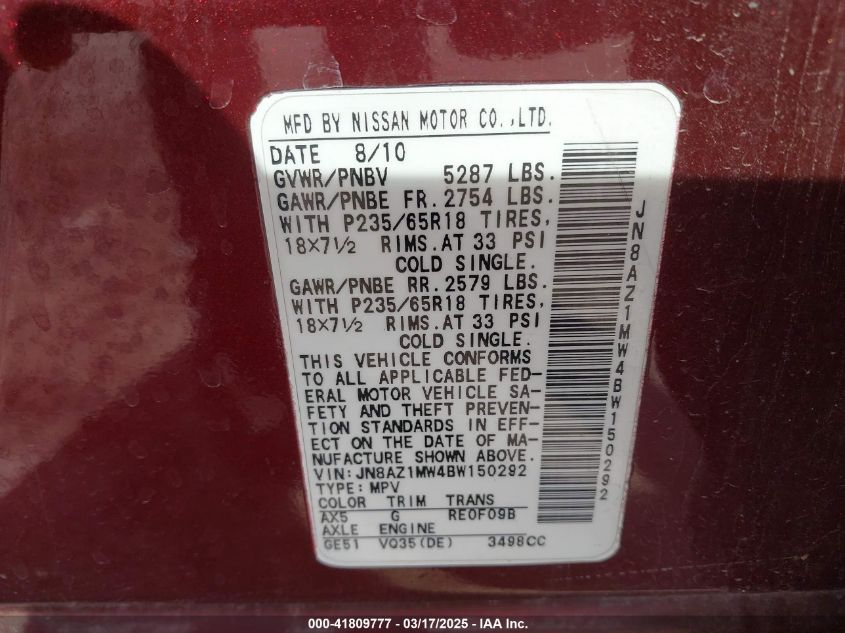 MFD BY NISSAN MOTOR CO.,LTD.
DATE 8/10
GVWR/PNBV 5287 LBS.
GAWR/PNBE FR. 2754 LBS.
WITH P235/65R18 TIRES,
18X7½ RIMS.AT 33 PSI
COLD SINGLE.
GAWR/PNBE RR. 2579 LBS.
WITH P235/65R18 TIRES,
18X7½ RIMS.AT 33 PSI
COLD SINGLE.
THIS VEHICLE CONFORMS
TO ALL APPLICABLE FED-
ERAL MOTOR VEHICLE SA-
FETY AND THEFT PREVEN-
TION STANDARDS IN EFF-
ECT ON THE DATE OF MA-
NUFACTURE SHOWN ABOVE.
VIN:JN8AZ1MW4BW150292
TYPE:MPV
COLOR TRIM TRANS
AX5 G RE0F09B
AXLE ENGINE
GE51 VQ35(DE) 3498CC
JN8AZ1MW4BW150292
000-41809777 - 03/17/2025 - Copyright © 2025 IAA, Inc.